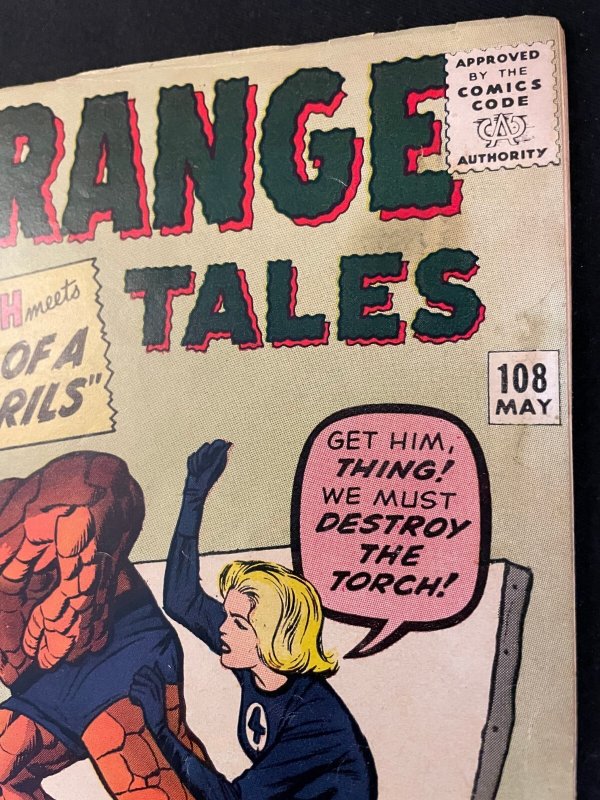 RANGE
TALES
APPROVED
BY THE
COMICS
CODE
CA
AUTHORITY
H meets
OF A
RILS"
108
MAY
GET HIM,
THING!
WE MUST
DESTROY
THE
TORCH!
4